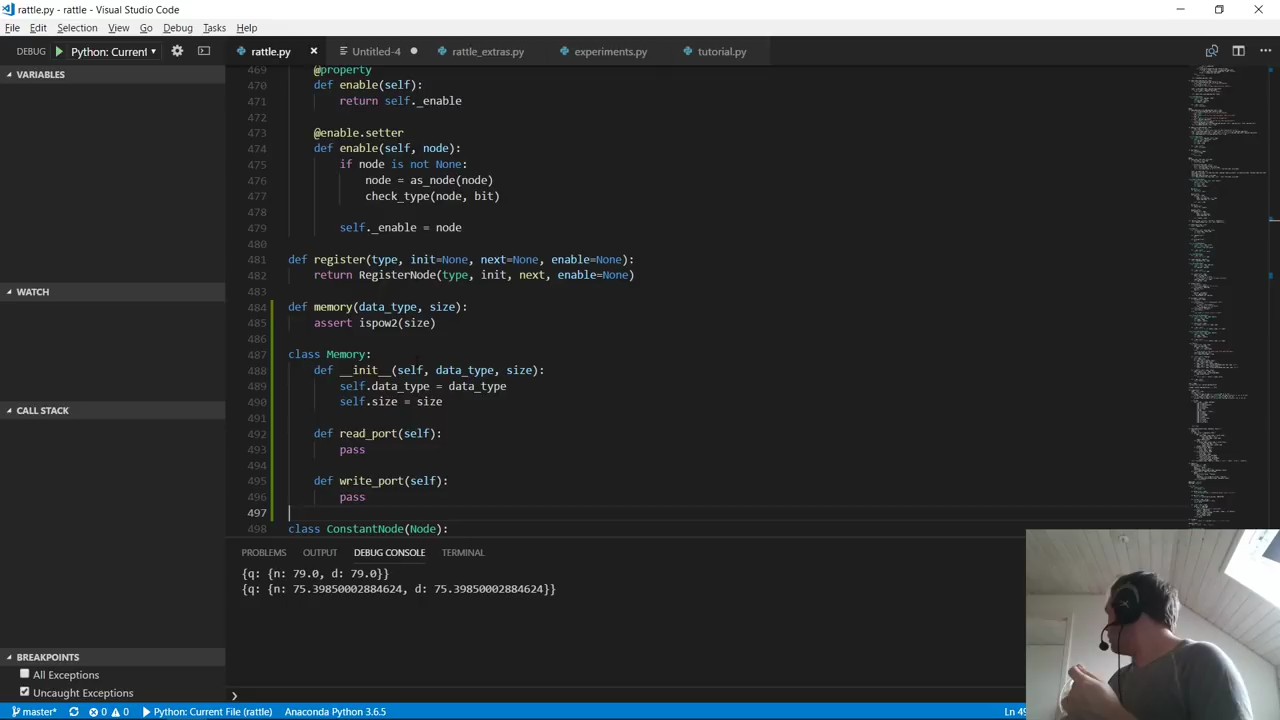 rattle.py - rattle - Visual Studio Code
File Edit Selection View Go Debug Tasks Help
DEBUG Python: Current
rattle.py Untitled-4 rattle_extras.py experiments.py tutorial.py
VARIABLES
WATCH
CALL STACK
BREAKPOINTS
All Exceptions
Uncaught Exceptions
469 @property
470 def enable(self):
471 return self._enable
472
473 @enable.setter
474 def enable(self, node):
475 if node is not None:
476 node = as_node(node)
477 check_type(node, bit)
478
479 self._enable = node
480
481 def register(type, init=None, next=None, enable=None):
482 return RegisterNode(type, init, next, enable=None)
483
484 def memory(data_type, size):
485 assert ispow2(size)
486
487 class Memory:
488 def __init__(self, data_type, size):
489 self.data_type = data_type
490 self.size = size
491
492 def read_port(self):
493 pass
494
495 def write_port(self):
496 pass
497
498 class ConstantNode(Node):
PROBLEMS OUTPUT DEBUG CONSOLE TERMINAL
{q: {n: 79.0, d: 79.0}}
{q: {n: 75.39850002884624, d: 75.39850002884624}}
master* 0 0 Python: Current File (rattle) Anaconda Python 3.6.5